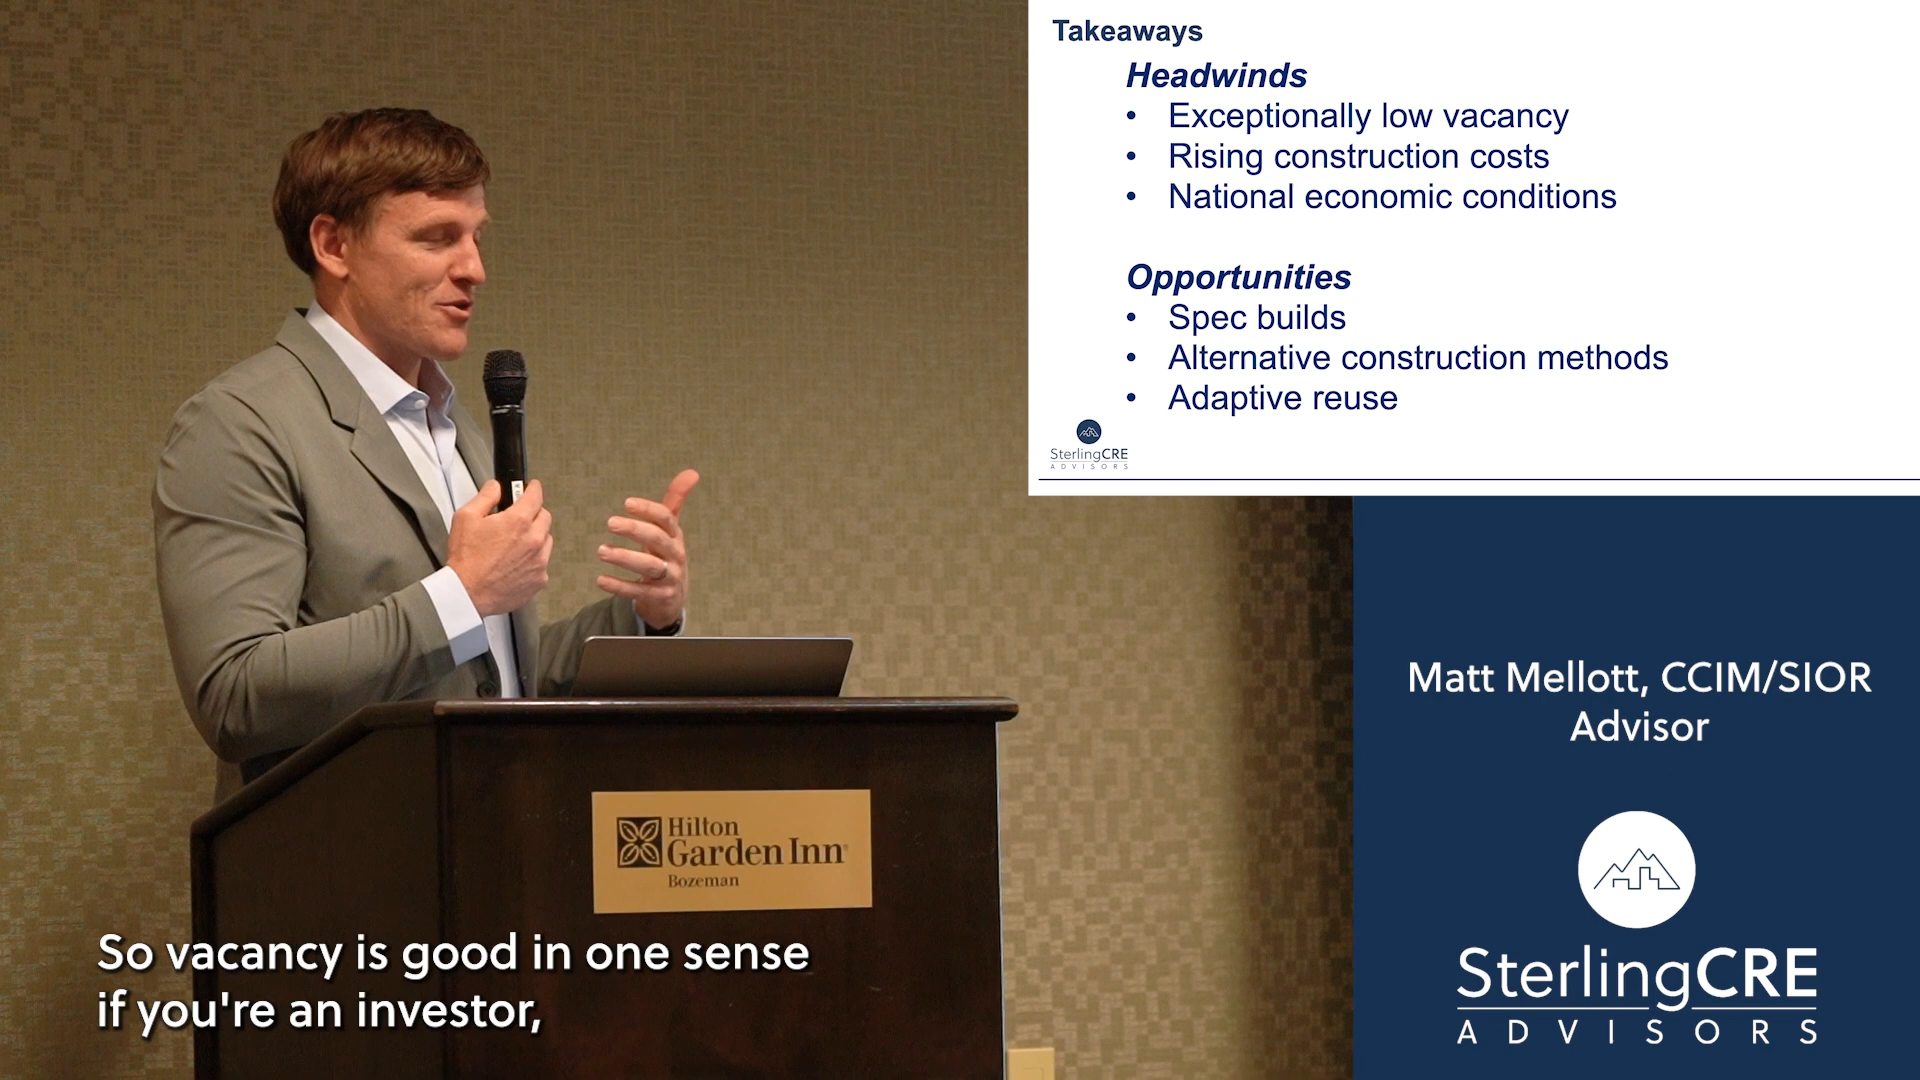 Takeaways
Headwinds
• Exceptionally low vacancy
• Rising construction costs
• National economic conditions
Opportunities
• Spec builds
• Alternative construction methods
• Adaptive reuse
SterlingCRE
ADVISORS
Matt Mellott, CCIM/SIOR
Advisor
SterlingCRE
ADVISORS
Hilton
Garden Inn
Bozeman
So vacancy is good in one sense
if you're an investor,